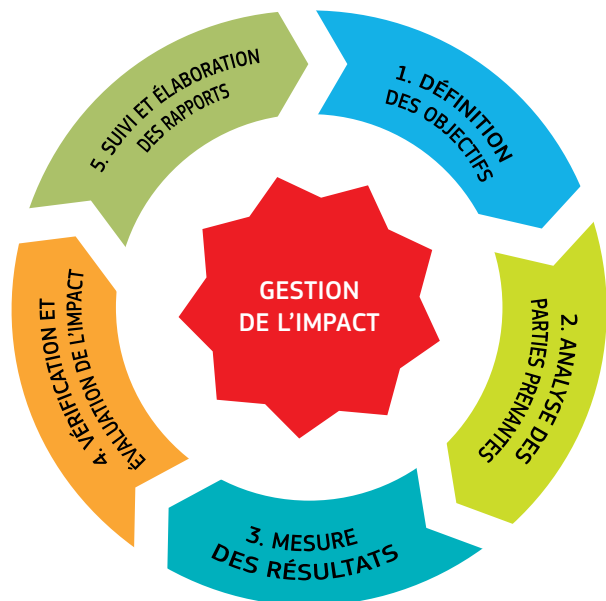 1. DÉFINITION
DES OBJECTIFS
2. ANALYSE DES
PARTIES PRENANTES
3. MESURE
DES RÉSULTATS
4. VÉRIFICATION ET
ÉVALUATION DE L'IMPACT
5. SUIVI ET ÉLABORATION
DES RAPPORTS
GESTION
DE L'IMPACT